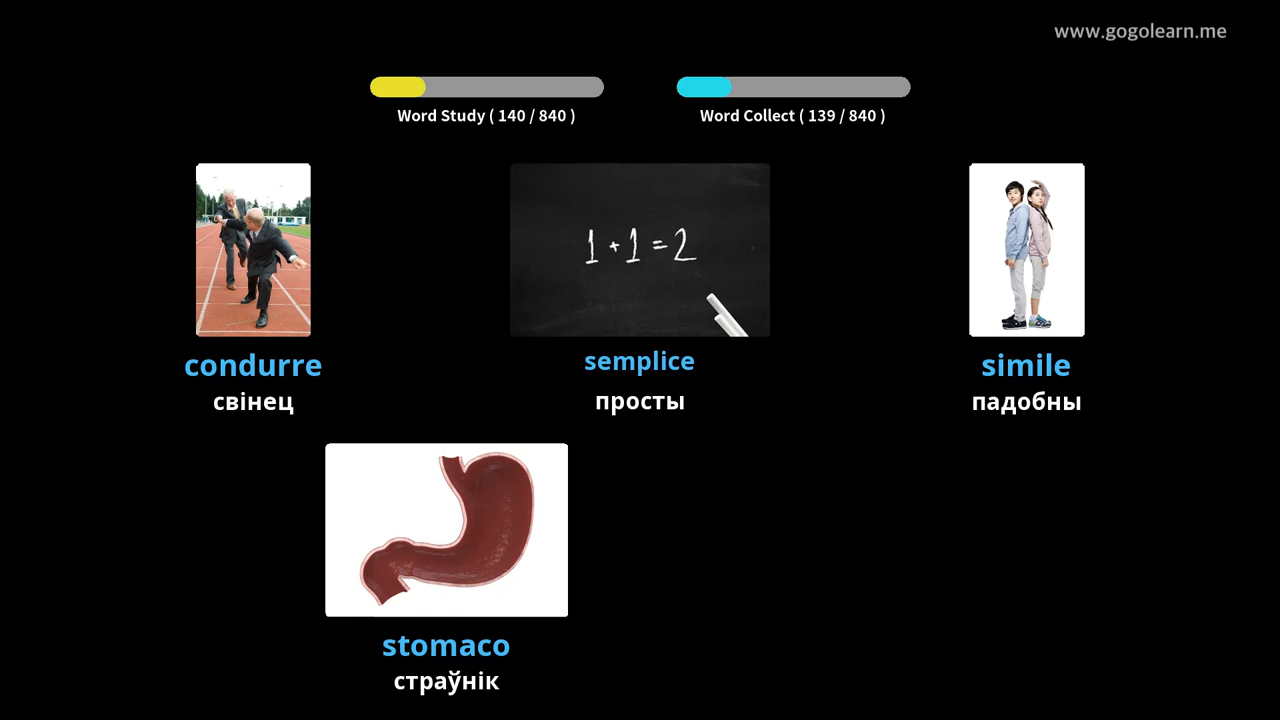 www.gogolearn.me
Word Study ( 140 / 840 )
Word Collect ( 139 / 840 )
1 + 1 = 2
condurre
semplice
simile
свінец
просты
падобны
stomaco
страўнік